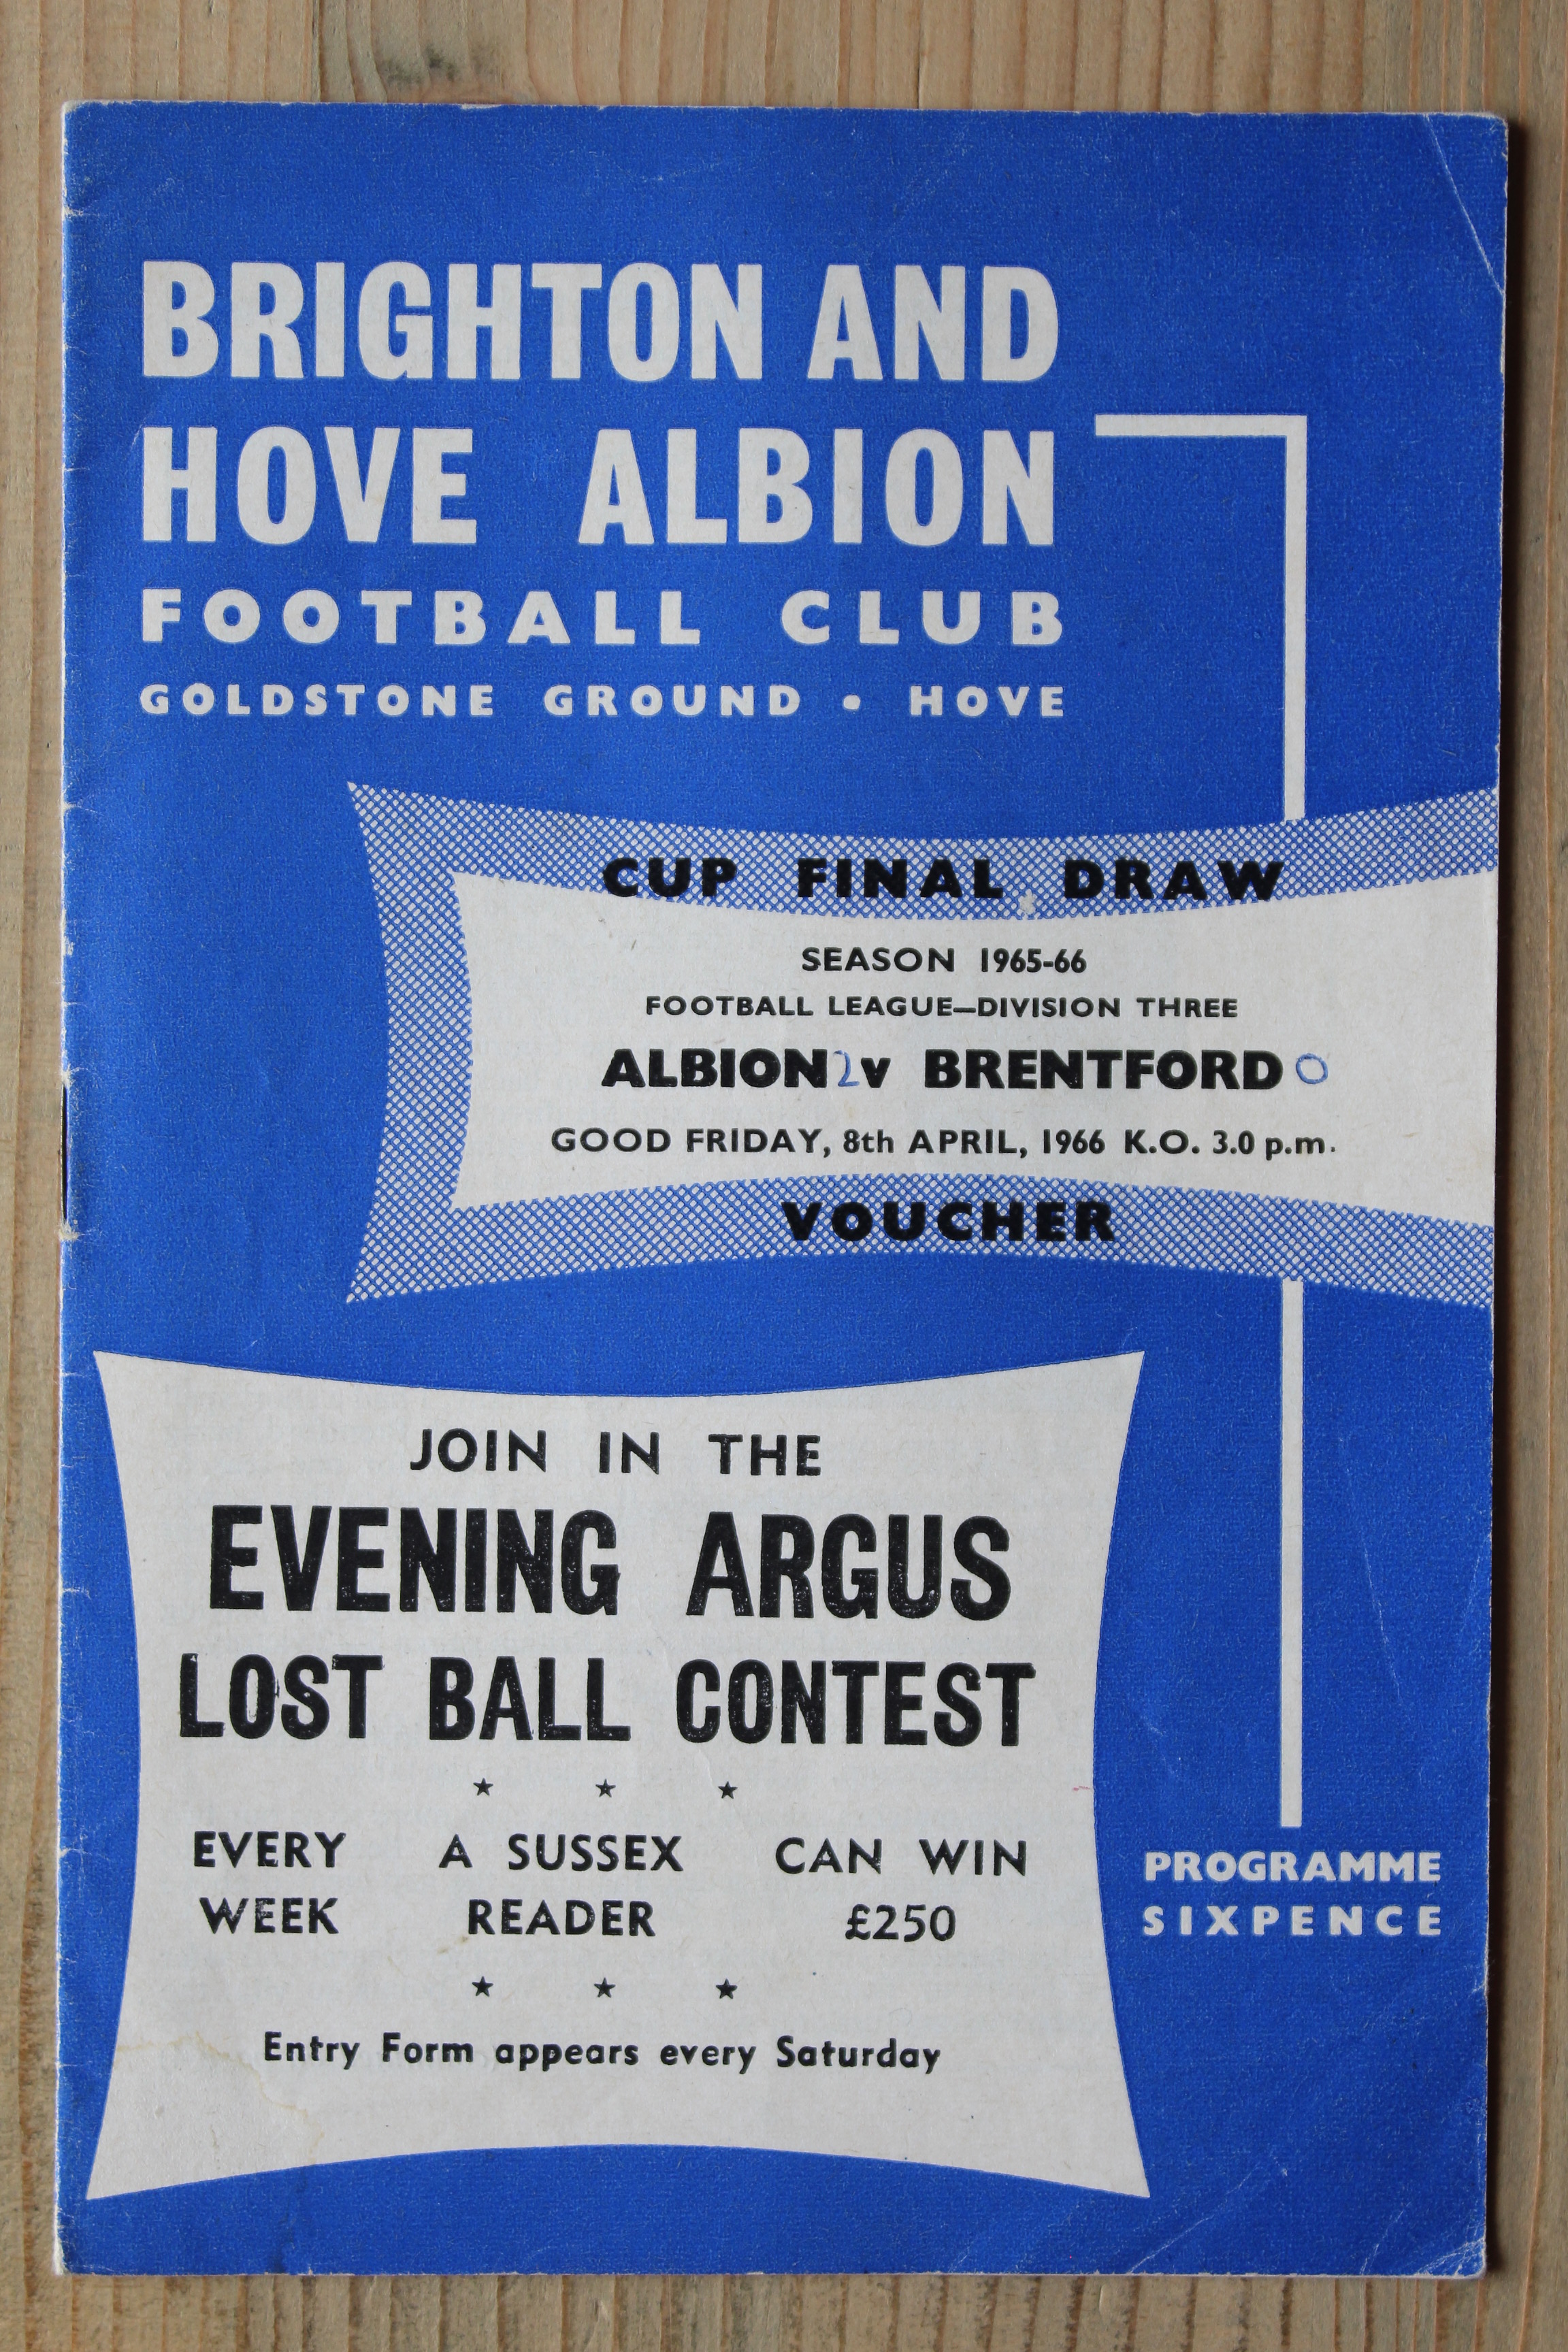 BRIGHTON AND
HOVE ALBION
FOOTBALL CLUB
GOLDSTONE GROUND • HOVE
CUP FINAL DRAW
SEASON 1965-66
FOOTBALL LEAGUE—DIVISION THREE
ALBION 2 v BRENTFORD 0
GOOD FRIDAY, 8th APRIL, 1966 K.O. 3.0 p.m.
VOUCHER
JOIN IN THE
EVENING ARGUS
LOST BALL CONTEST
★ ★ ★
EVERY A SUSSEX CAN WIN
WEEK READER £250
★ ★ ★
Entry Form appears every Saturday
PROGRAMME
SIXPENCE